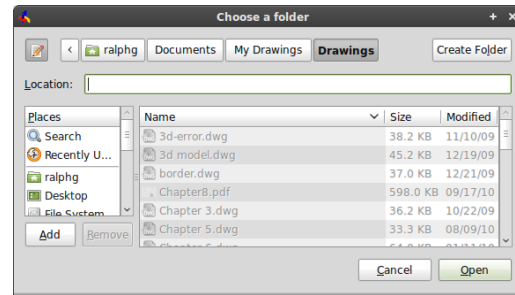 Choose a folder
ralphg Documents My Drawings Drawings Create Folder
Location:
Places Name Size Modified
Search 3d-error.dwg 38.2 KB 11/10/09
Recently U... 3d model.dwg 45.2 KB 12/19/09
ralphg border.dwg 37.0 KB 12/21/09
Desktop Chapter8.pdf 598.0 KB 09/17/10
File System Chapter 3.dwg 36.2 KB 10/22/09
Add Remove Chapter 5.dwg 33.3 KB 08/09/10
Cancel Open